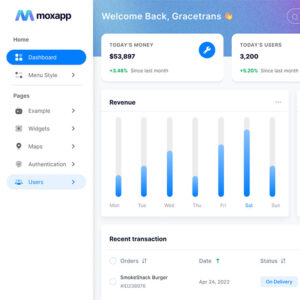 moxapp
Home
Dashboard
Menu Style
Pages
Example
Widgets
Maps
Authentication
Users
Welcome Back, Gracetrans 👋
TODAY'S MONEY
$53,897
+3.48% Since last month
TODAY'S USERS
3,200
+5.20% Since last month
Revenue
Mon Tue Wed Thu Fri Sat Sun
Recent transaction
Orders Date Status
SmokeShack Burger Apr 24, 2022 On Delivery
#ID238976